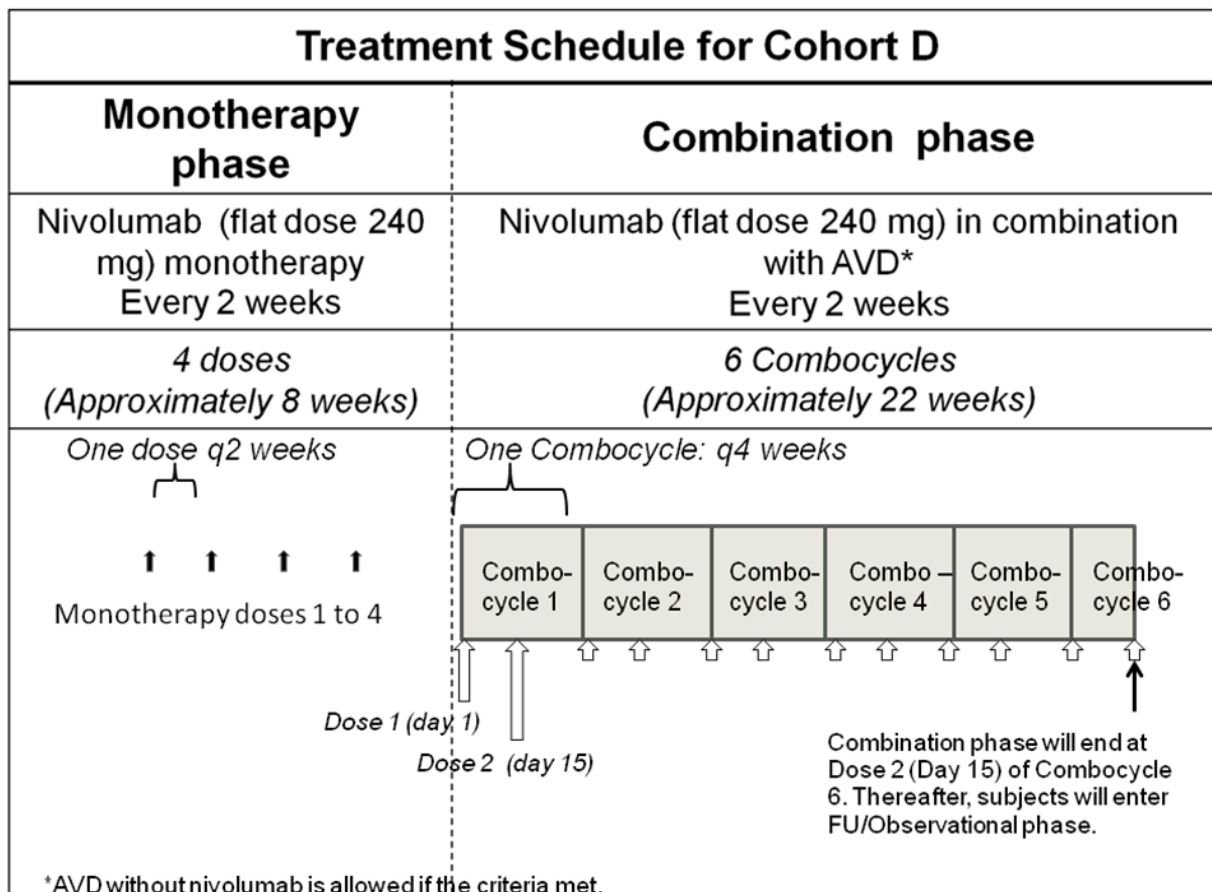 Treatment Schedule for Cohort D
Monotherapy
phase
Combination phase
Nivolumab (flat dose 240
mg) monotherapy
Every 2 weeks
Nivolumab (flat dose 240 mg) in combination
with AVD*
Every 2 weeks
4 doses
(Approximately 8 weeks)
6 Combocycles
(Approximately 22 weeks)
One dose q2 weeks
One Combocycle: q4 weeks
Monotherapy doses 1 to 4
Combo-
cycle 1
Combo-
cycle 2
Combo-
cycle 3
Combo –
cycle 4
Combo-
cycle 5
Combo-
cycle 6
Dose 1 (day 1)
Dose 2 (day 15)
Combination phase will end at
Dose 2 (Day 15) of Combocycle
6. Thereafter, subjects will enter
FU/Observational phase.
*AVD without nivolumab is allowed if the criteria met.